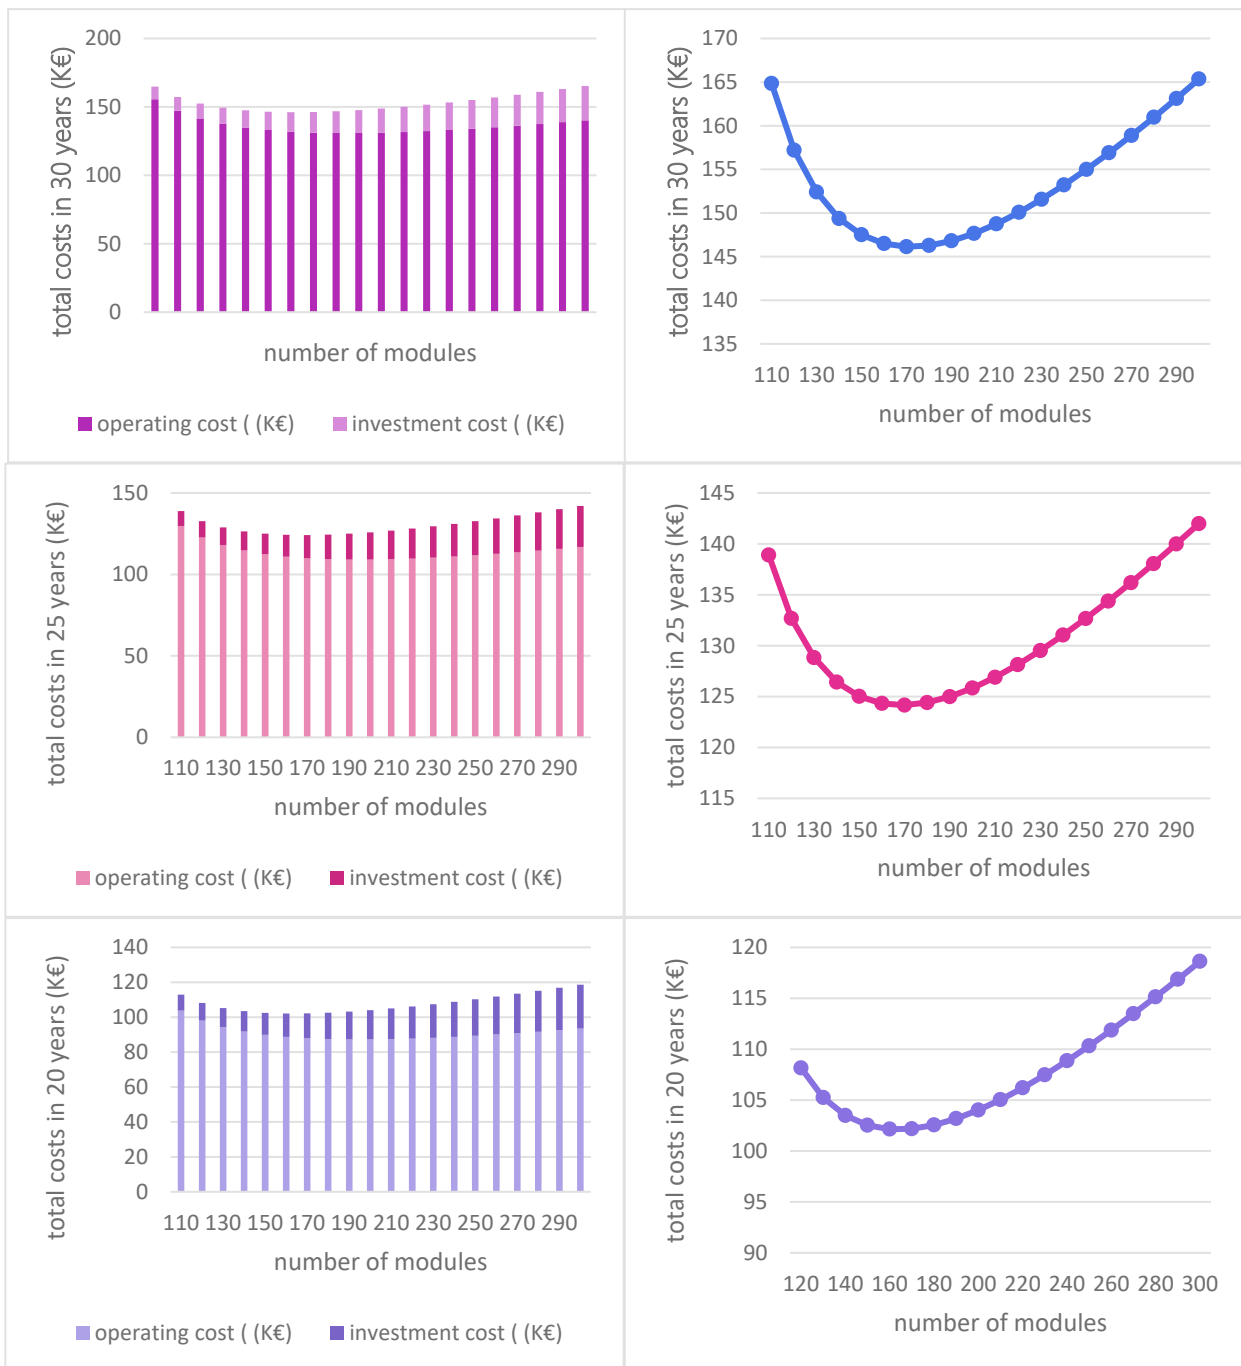 total costs in 30 years (K€)
200
150
100
50
0
number of modules
operating cost ( (K€)
investment cost ( (K€)
total costs in 30 years (K€)
170
165
160
155
150
145
140
135
110 130 150 170 190 210 230 250 270 290
number of modules
total costs in 25 years (K€)
150
100
50
0
110 130 150 170 190 210 230 250 270 290
number of modules
operating cost ( (K€)
investment cost ( (K€)
total costs in 25 years (K€)
145
140
135
130
125
120
115
110 130 150 170 190 210 230 250 270 290
number of modules
total costs in 20 years (K€)
140
120
100
80
60
40
20
0
110 130 150 170 190 210 230 250 270 290
number of modules
operating cost ( (K€)
investment cost ( (K€)
total costs in 20 years (K€)
120
115
110
105
100
95
90
120 140 160 180 200 220 240 260 280 300
number of modules